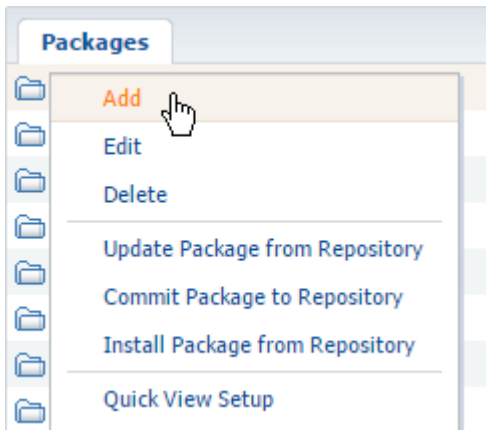 Packages
Add
Edit
Delete
Update Package from Repository
Commit Package to Repository
Install Package from Repository
Quick View Setup